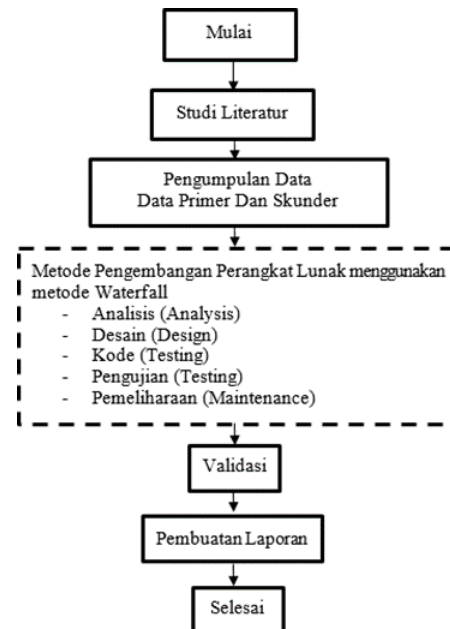 Mulai
Studi Literatur
Pengumpulan Data
Data Primer Dan Skunder
Metode Pengembangan Perangkat Lunak menggunakan
metode Waterfall
- Analisis (Analysis)
- Desain (Design)
- Kode (Testing)
- Pengujian (Testing)
- Pemeliharaan (Maintenance)
Validasi
Pembuatan Laporan
Selesai